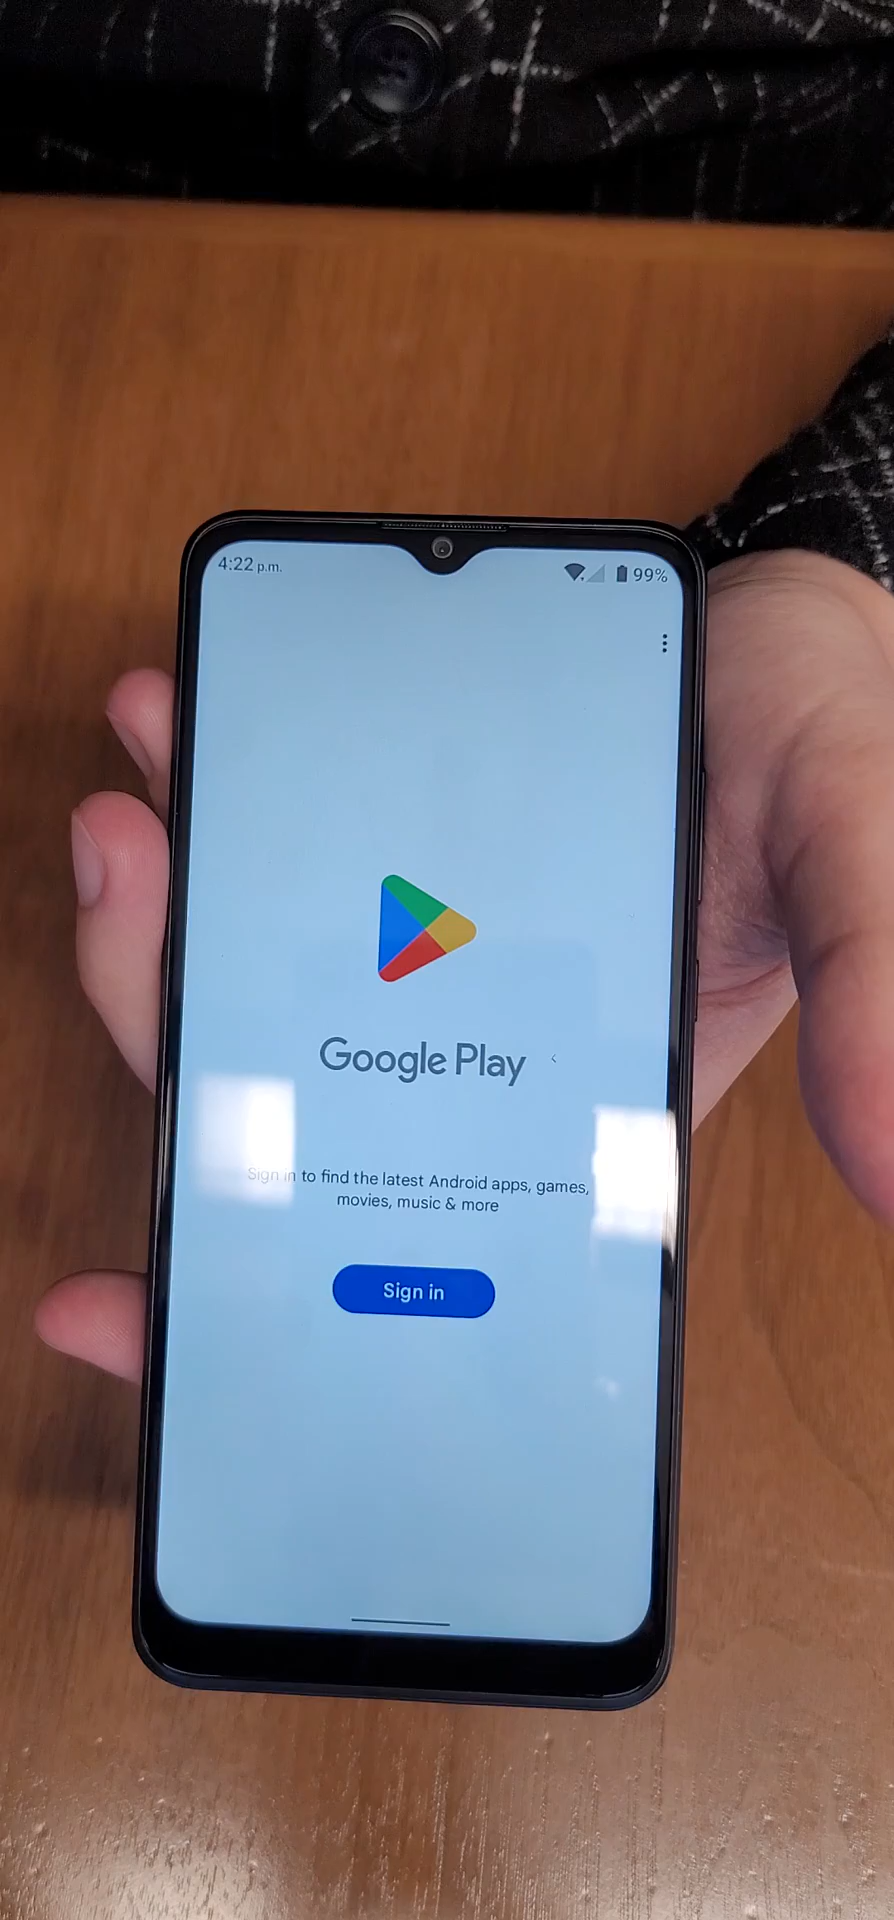 4:22 p.m. 99%
Google Play
Sign in to find the latest Android apps, games,
movies, music & more
Sign in